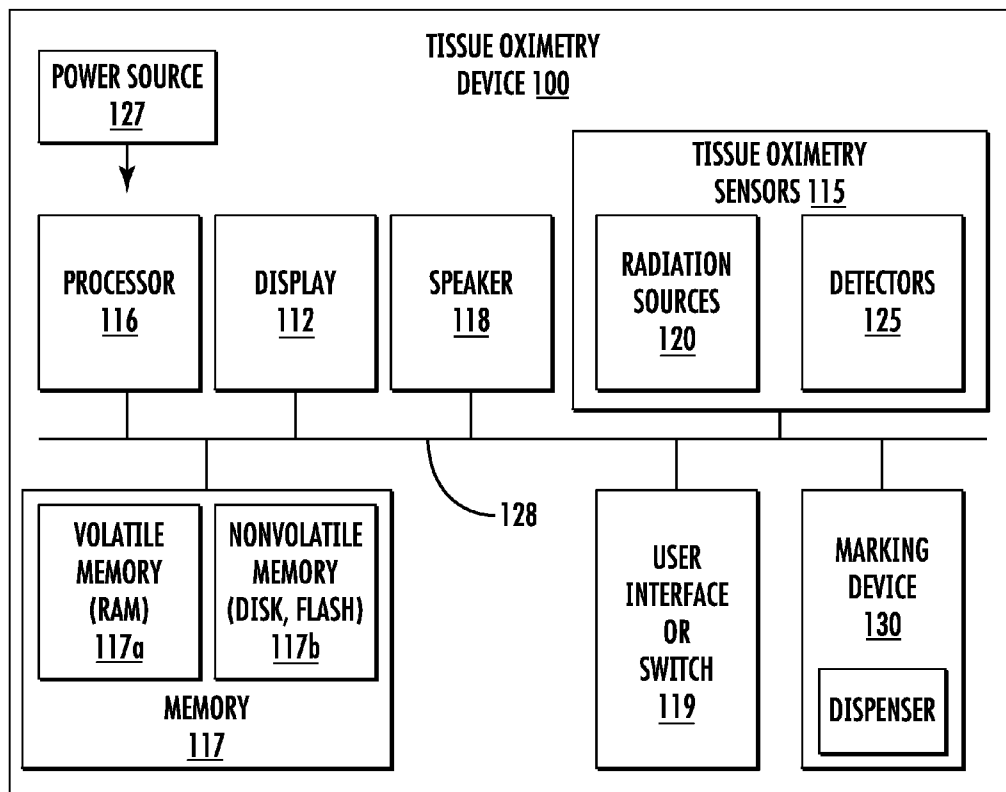 TISSUE OXIMETRY
DEVICE 100
POWER SOURCE
127
TISSUE OXIMETRY
SENSORS 115
PROCESSOR
116
DISPLAY
112
SPEAKER
118
RADIATION
SOURCES
120
DETECTORS
125
128
VOLATILE
MEMORY
(RAM)
117a
NONVOLATILE
MEMORY
(DISK, FLASH)
117b
MEMORY
117
USER
INTERFACE
OR
SWITCH
119
MARKING
DEVICE
130
DISPENSER